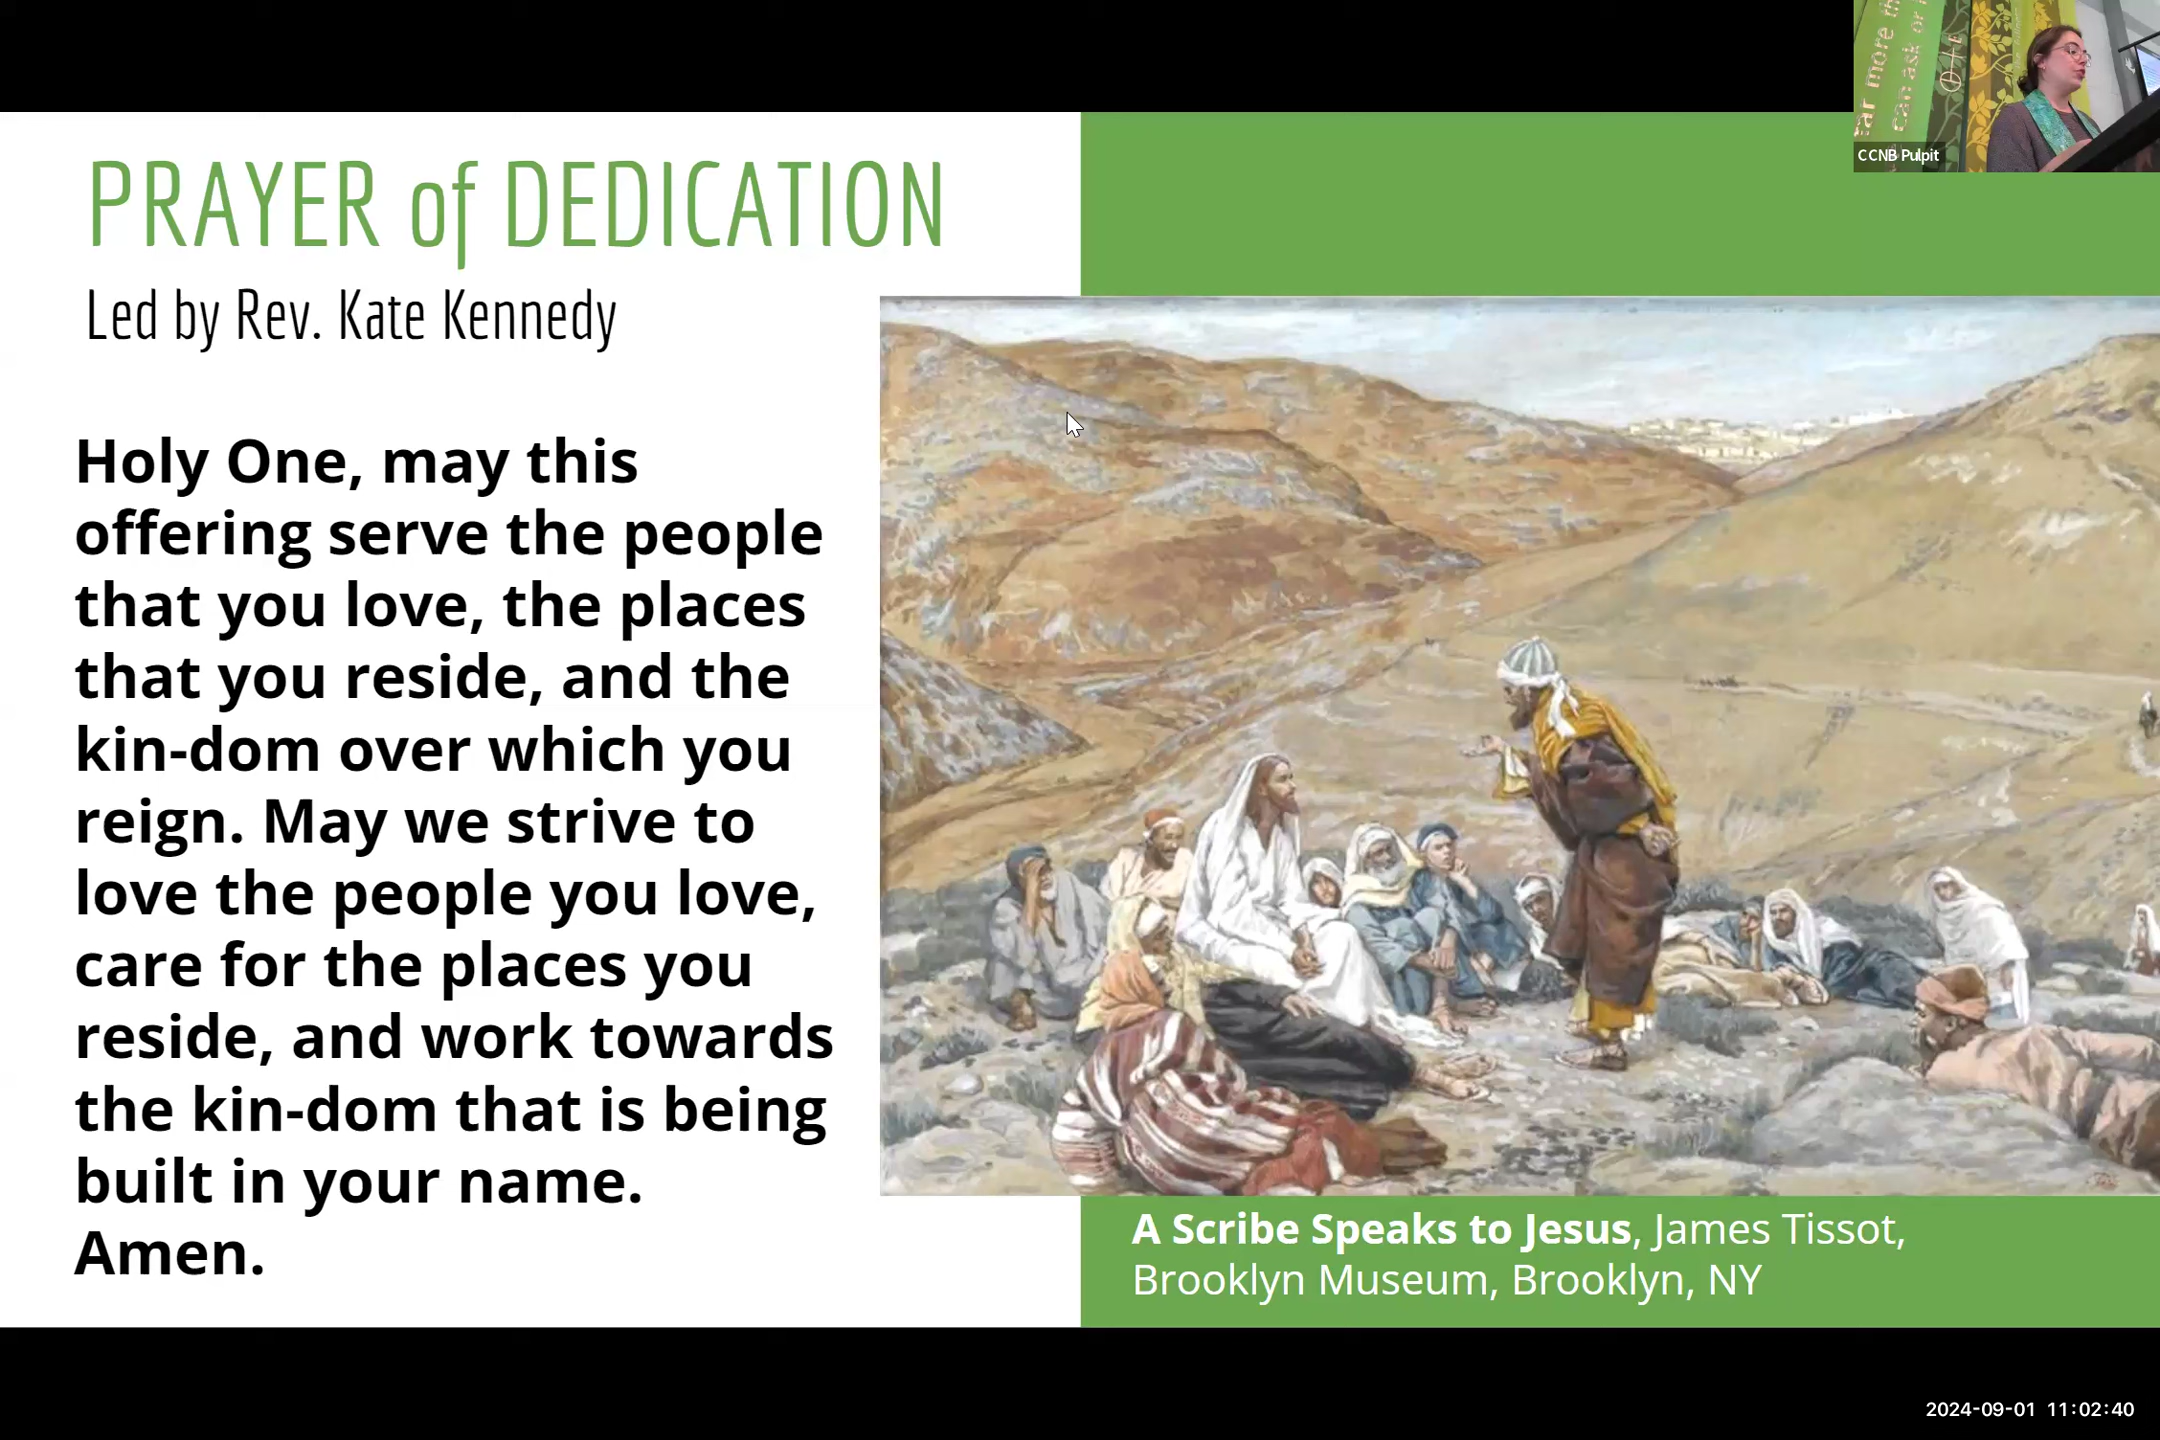 PRAYER of DEDICATION
Led by Rev. Kate Kennedy
Holy One, may this
offering serve the people
that you love, the places
that you reside, and the
kin-dom over which you
reign. May we strive to
love the people you love,
care for the places you
reside, and work towards
the kin-dom that is being
built in your name.
Amen.
A Scribe Speaks to Jesus, James Tissot,
Brooklyn Museum, Brooklyn, NY
more
can ask or
CCNB Pulpit
2024-09-01 11:02:40